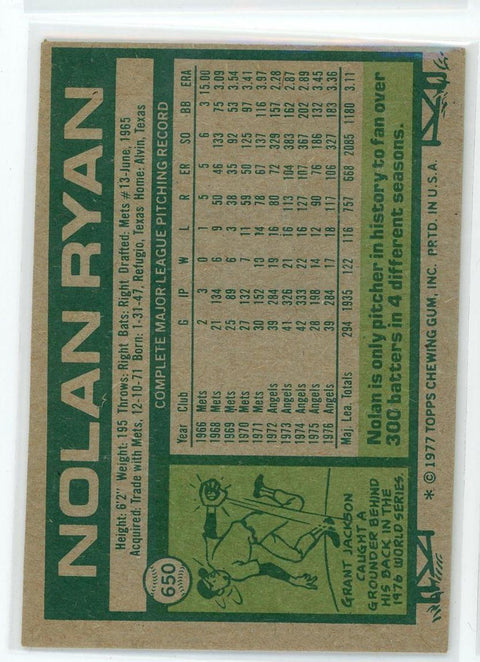 NOLAN RYAN
Height: 6'2" Weight: 195 Throws: Right Bats: Right Drafted: Mets #13-June, 1965
Acquired: Trade with Mets, 12-10-71 Born: 1-31-47, Refugio, Texas Home: Alvin, Texas
650
COMPLETE MAJOR LEAGUE PITCHING RECORD
Year Club G IP W L R ER SO BB ERA
1966 Mets 2 3 0 1 5 5 6 3 15.00
1968 Mets 21 134 6 9 50 46 133 75 3.09
1969 Mets 25 89 6 3 38 35 92 53 3.54
1970 Mets 27 132 7 11 59 50 125 97 3.41
1971 Mets 30 152 10 14 78 67 137 116 3.97
1972 Angels 39 284 19 16 80 72 329 157 2.28
1973 Angels 41 326 21 16 113 104 383 162 2.87
1974 Angels 42 333 22 16 127 107 367 202 2.89
1975 Angels 28 198 14 12 90 76 186 132 3.45
1976 Angels 39 284 17 18 117 106 327 183 3.36
Maj. Lea. Totals 294 1935 122 116 757 668 2085 1180 3.11
GRANT JACKSON
CAUGHT A
GROUNDER BEHIND
HIS BACK IN THE
1976 WORLD SERIES.
Nolan is only pitcher in history to fan over
300 batters in 4 different seasons.
* © 1977 TOPPS CHEWING GUM, INC. PRTD. IN U.S.A.